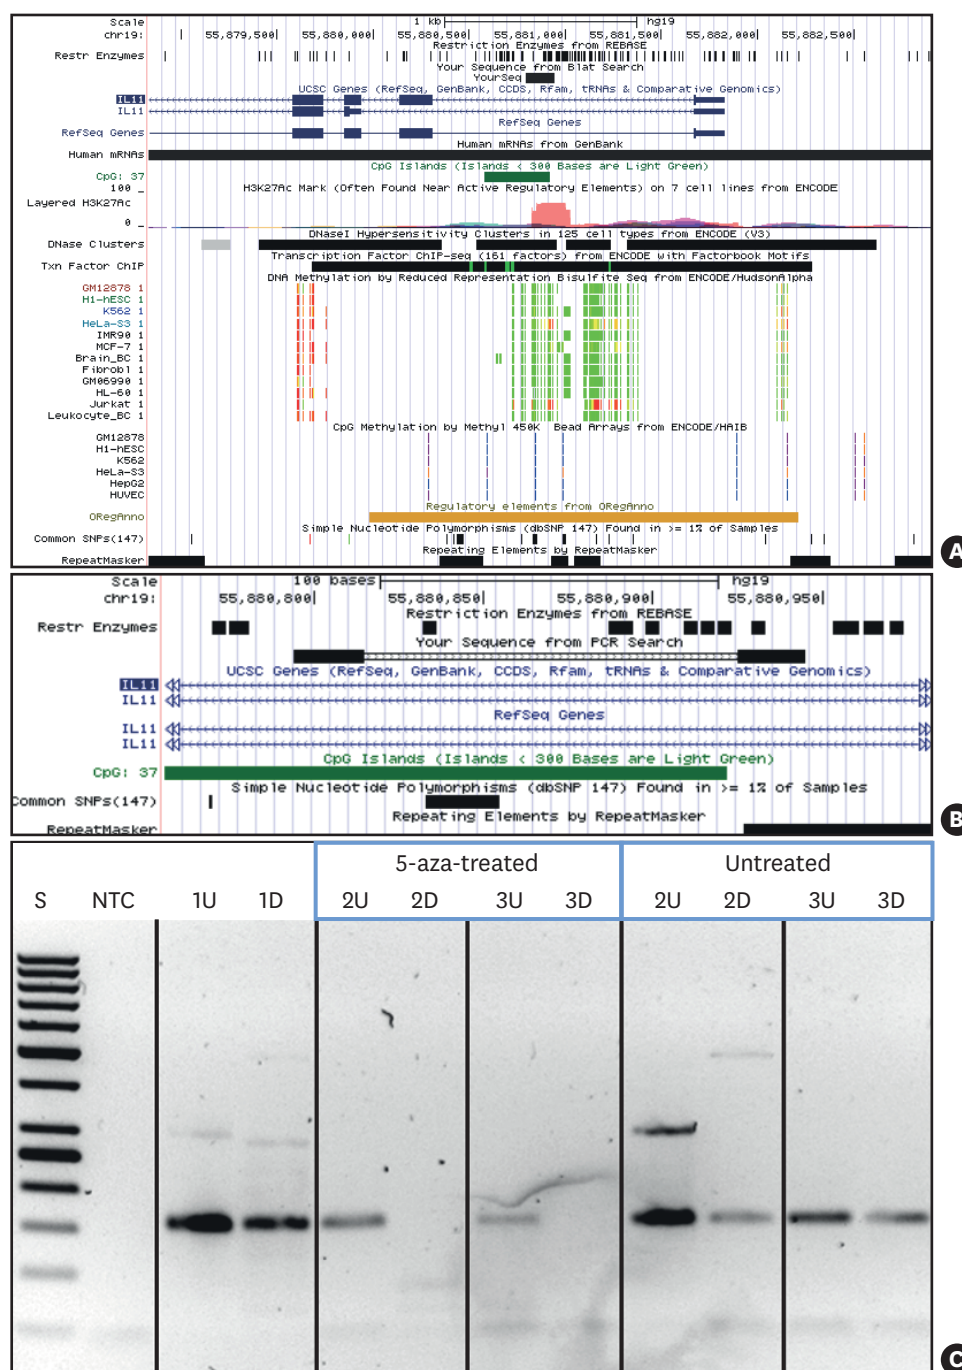 Scale 1 kb hg19
chr19: 55,879,500| 55,880,000| 55,880,500| 55,881,000| 55,881,500| 55,882,000| 55,882,500|
Restriction Enzymes from REBASE
Restr Enzymes
Your Sequence from Blat Search
YourSeq
UCSC Genes (RefSeq, GenBank, CCDS, Rfam, tRNAs & Comparative Genomics)
IL11
IL11
RefSeq Genes
RefSeq Genes
Human mRNAs from GenBank
Human mRNAs
CpG Islands (Islands < 300 Bases are Light Green)
CpG: 37
H3K27Ac Mark (Often Found Near Active Regulatory Elements) on 7 cell lines from ENCODE
100 _
Layered H3K27Ac
0 _
DNaseI Hypersensitivity Clusters in 125 cell types from ENCODE (V3)
DNase Clusters
Transcription Factor ChIP-seq (161 factors) from ENCODE with Factorbook Motifs
Txn Factor ChIP
DNA Methylation by Reduced Representation Bisulfite Seq from ENCODE/HudsonAlpha
GM12878 1
H1-hESC 1
K562 1
HeLa-S3 1
IMR90 1
MCF-7 1
Brain_BC 1
Fibrobl 1
GM06990 1
HL-60 1
Jurkat 1
Leukocyte_BC 1
CpG Methylation by Methyl 450K Bead Arrays from ENCODE/HAIB
GM12878
H1-hESC
K562
HeLa-S3
HepG2
HUVEC
Regulatory elements from ORegAnno
ORegAnno
Simple Nucleotide Polymorphisms (dbSNP 147) Found in >= 1% of Samples
Common SNPs(147)
Repeating Elements by RepeatMasker
RepeatMasker
A
Scale 100 bases hg19
chr19: 55,880,800| 55,880,850| 55,880,900| 55,880,950|
Restriction Enzymes from REBASE
Restr Enzymes
Your Sequence from PCR Search
UCSC Genes (RefSeq, GenBank, CCDS, Rfam, tRNAs & Comparative Genomics)
IL11
IL11
RefSeq Genes
IL11
IL11
CpG Islands (Islands < 300 Bases are Light Green)
CpG: 37
Simple Nucleotide Polymorphisms (dbSNP 147) Found in >= 1% of Samples
Common SNPs(147)
Repeating Elements by RepeatMasker
RepeatMasker
B
5-aza-treated Untreated
S NTC 1U 1D 2U 2D 3U 3D 2U 2D 3U 3D
C